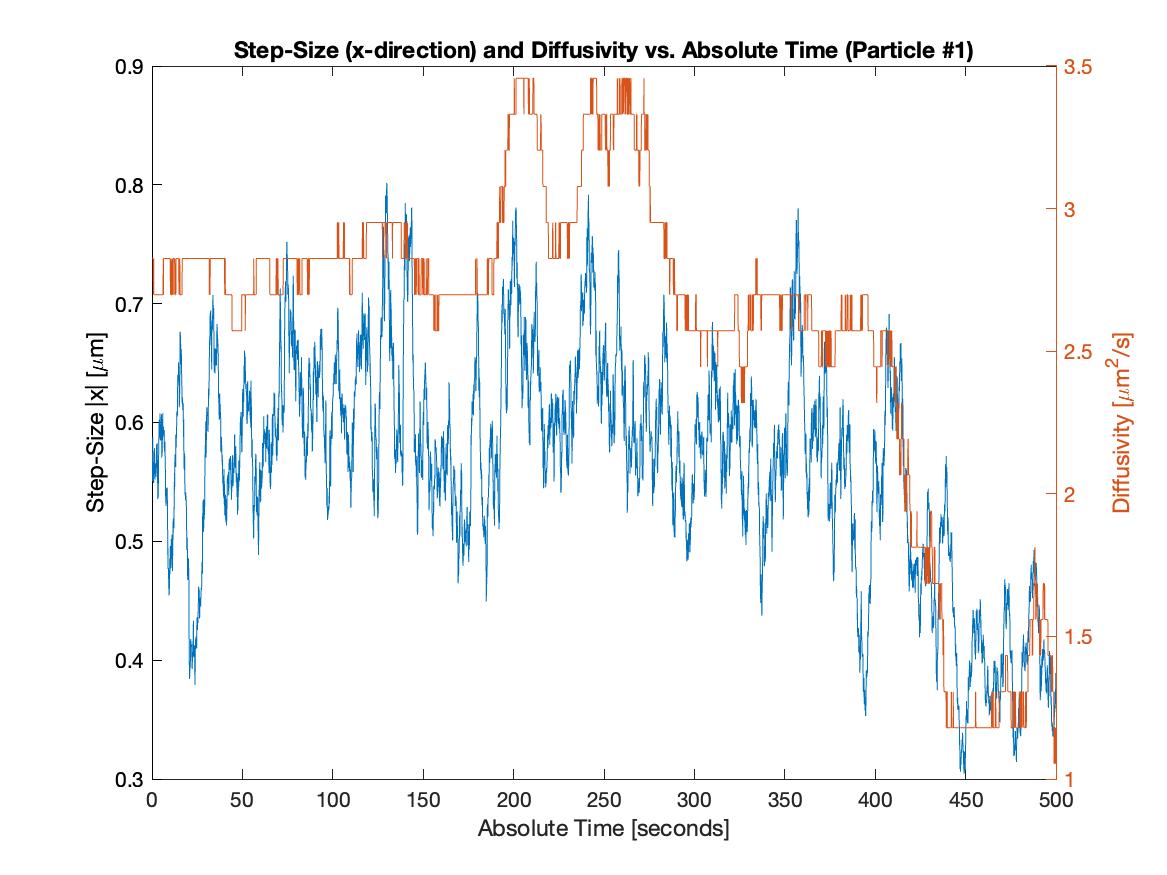 Step-Size (x-direction) and Diffusivity vs. Absolute Time (Particle #1)
0.9
0.8
0.7
0.6
0.5
0.4
0.3
Step-Size |x| [μm]
3.5
3
2.5
2
1.5
1
Diffusivity [μm²/s]
0 50 100 150 200 250 300 350 400 450 500
Absolute Time [seconds]